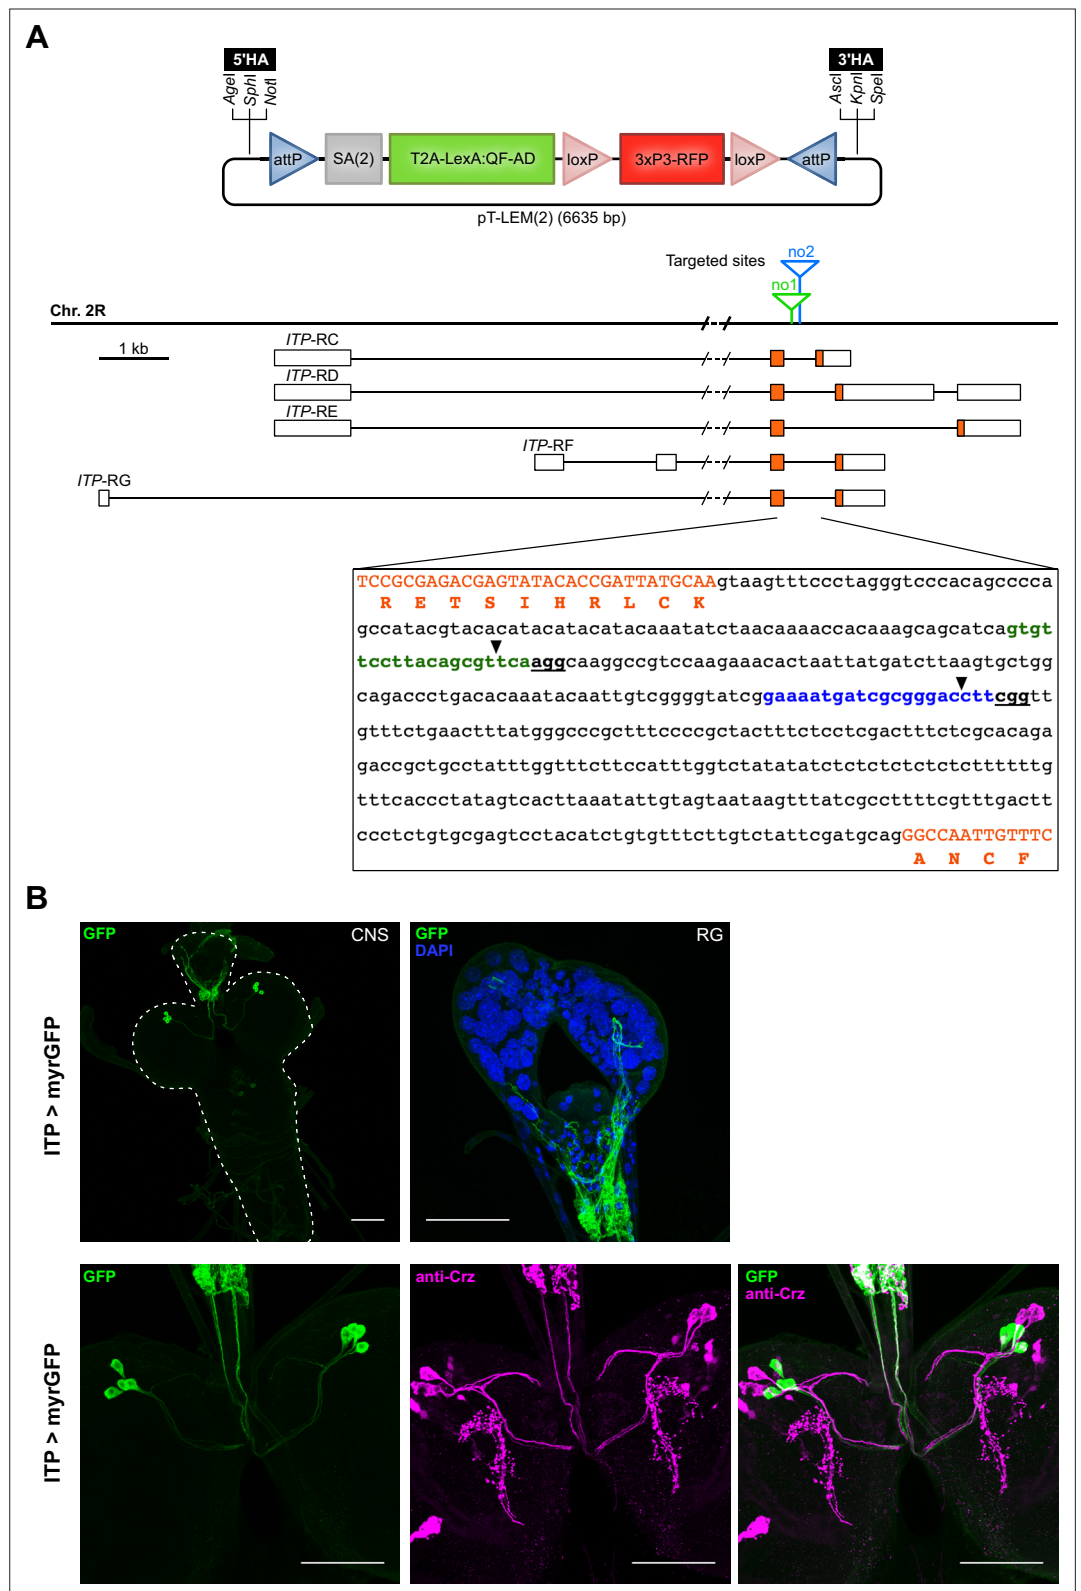 A
5'HA
3'HA
AgeI
SphI
NotI
AscI
KpnI
SpeI
attP
SA(2)
T2A-LexA:QF-AD
loxP
3xP3-RFP
loxP
attP
pT-LEM(2) (6635 bp)
Targeted sites
no2
no1
Chr. 2R
1 kb
ITP-RC
ITP-RD
ITP-RE
ITP-RF
ITP-RG
TCCGCGAGACGAGTATACACCGATTATGCAAgtaagtttccctagggtcccacagcccca
R E T S I H R L C K
gccatacgtacacatacatacatacaaatatctaacaaaaccacaaagcagcatcagtgt
tccttacagcgttcaaggcaaggccgtccaagaaacactaattatgatcttaagtgctgg
cagaccctgacacaaatacaattgtcggggtatcggaaaatgatcgcgggaccttcggtt
gtttctgaactttatgggcccgctttccccgctactttctcctcgactttctcgcacaga
gaccgctgcctatttggtttcttccatttggtctatatatctctctctctctcttttttg
tttcaccctatagtcacttaaatattgtagtaataagtttatcgccttttcgtttgactt
ccctctgtgcgagtcctacatctgtgtttcttgtctattcgatgcagGGCCAATTGTTTC
A N C F
B
ITP > myrGFP
GFP
CNS
GFP
DAPI
RG
ITP > myrGFP
GFP
anti-Crz
GFP
anti-Crz